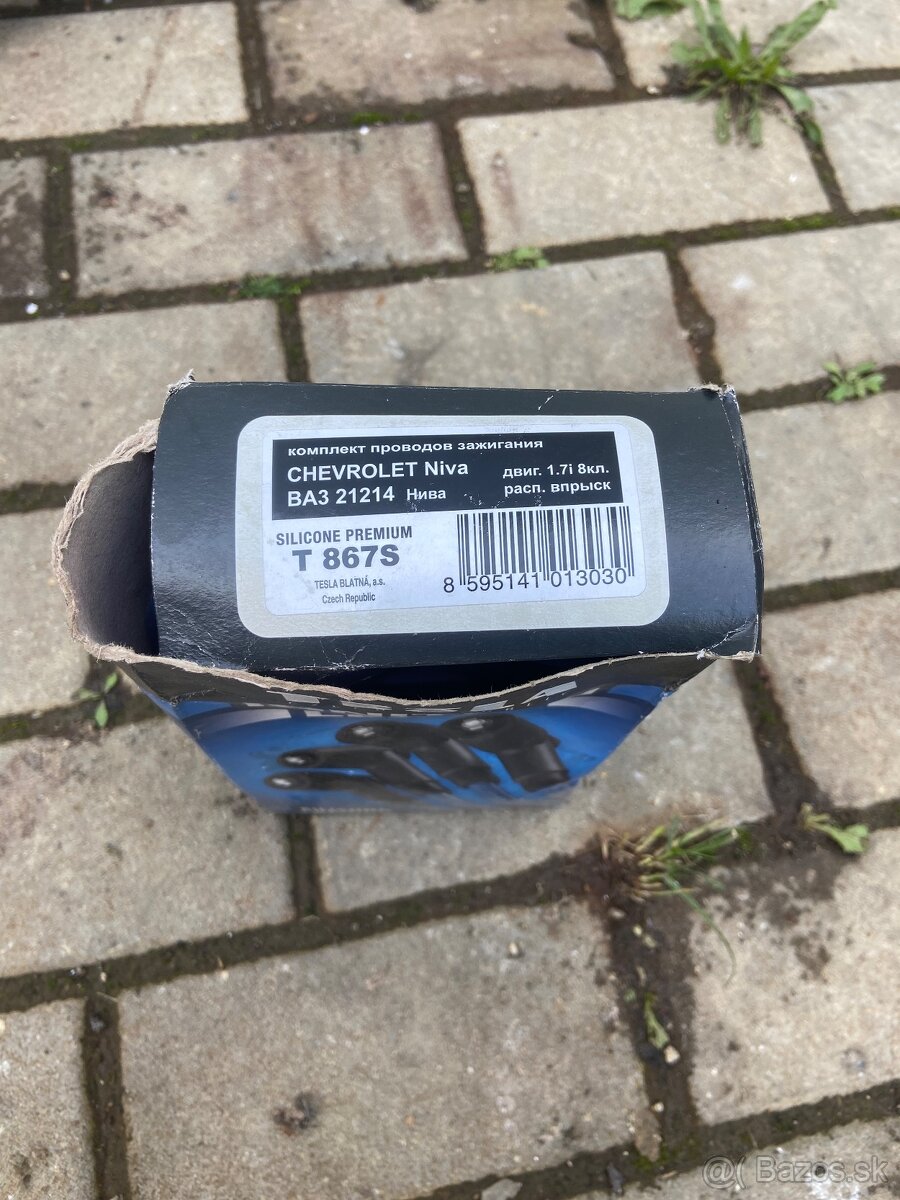 комплект проводов зажигания
CHEVROLET Niva двиг. 1.7i 8кл.
ВАЗ 21214 Нива расп. впрыск
SILICONE PREMIUM
T 867S
TESLA BLATNÁ, a.s.
Czech Republic
8 595141 013030
@( Bazos.sk